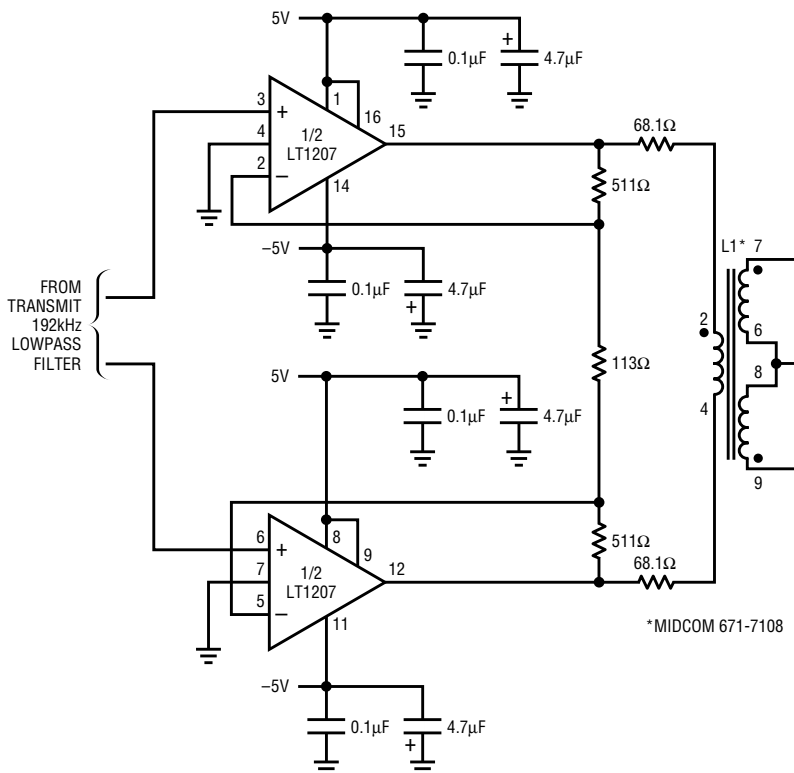 5V
0.1µF
+
4.7µF
3
+
1
16
15
68.1Ω
4
1/2
LT1207
2
–
14
511Ω
–5V
0.1µF
4.7µF
+
L1*
7
FROM
TRANSMIT
192kHz
LOWPASS
FILTER
2
6
5V
113Ω
8
0.1µF
+
4.7µF
4
9
6
+
8
9
511Ω
7
1/2
LT1207
12
68.1Ω
5
–
11
*MIDCOM 671-7108
–5V
0.1µF
4.7µF
+